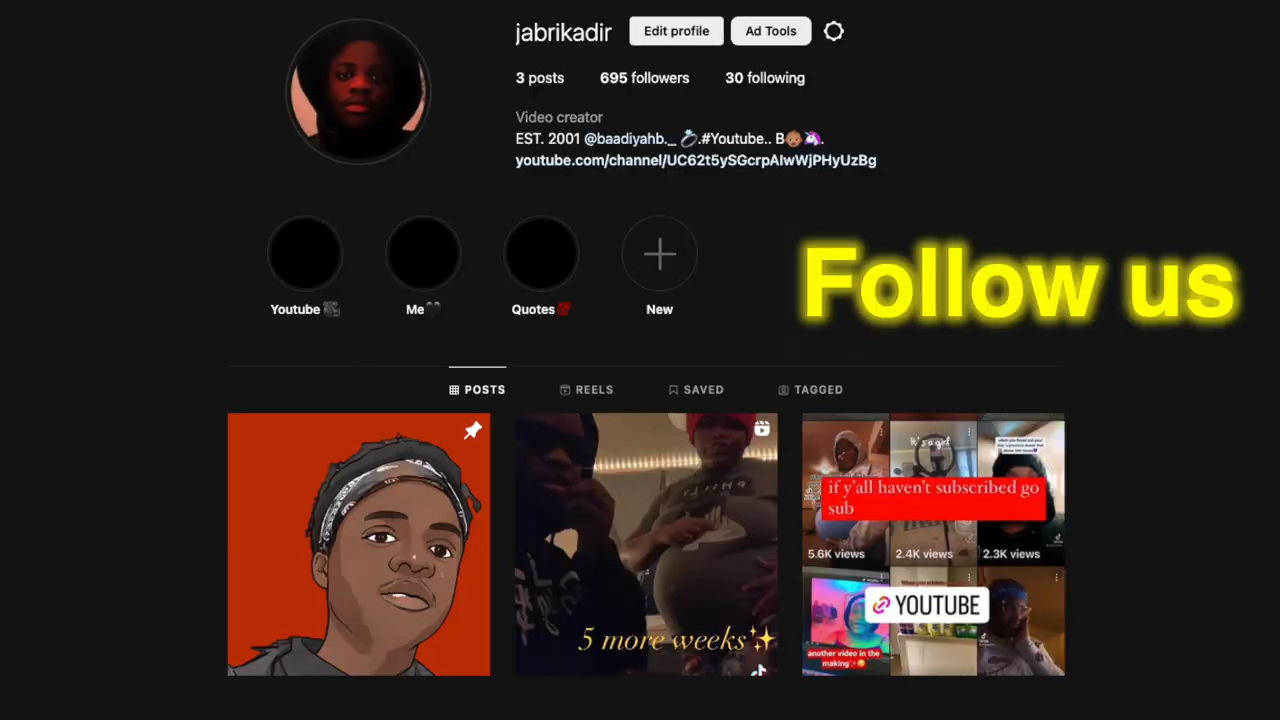 jabrikadir Edit profile Ad Tools
3 posts 695 followers 30 following
Video creator
EST. 2001 @baadiyahb._ 💍.#Youtube.. B👶🏽🦄.
youtube.com/channel/UC62t5ySGcrpAIwWjPHyUzBg
Youtube Me🖤 Quotes💯 New
Follow us
POSTS REELS SAVED TAGGED
5 more weeks✨
It's a girl
if y'all haven't subscribed go
sub
5.6K views 2.4K views 2.3K views
YOUTUBE
another video in the
making